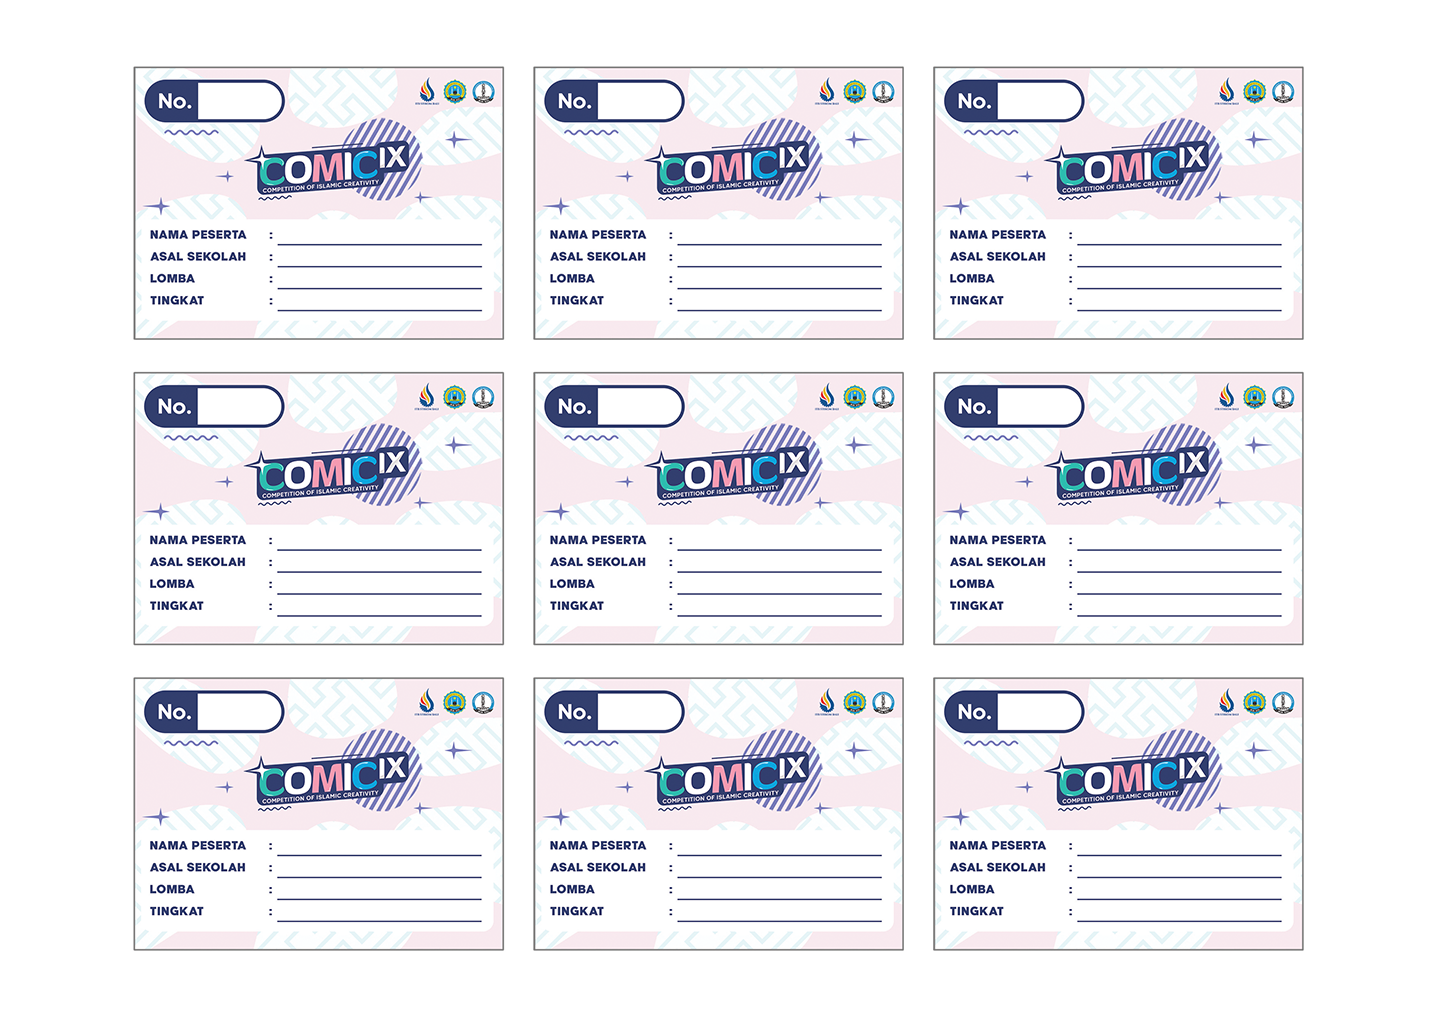 No.
COMIC IX
COMPETITION OF ISLAMIC CREATIVITY
NAMA PESERTA :
ASAL SEKOLAH :
LOMBA :
TINGKAT :
No.
COMIC IX
COMPETITION OF ISLAMIC CREATIVITY
NAMA PESERTA :
ASAL SEKOLAH :
LOMBA :
TINGKAT :
No.
COMIC IX
COMPETITION OF ISLAMIC CREATIVITY
NAMA PESERTA :
ASAL SEKOLAH :
LOMBA :
TINGKAT :
No.
COMIC IX
COMPETITION OF ISLAMIC CREATIVITY
NAMA PESERTA :
ASAL SEKOLAH :
LOMBA :
TINGKAT :
No.
COMIC IX
COMPETITION OF ISLAMIC CREATIVITY
NAMA PESERTA :
ASAL SEKOLAH :
LOMBA :
TINGKAT :
No.
COMIC IX
COMPETITION OF ISLAMIC CREATIVITY
NAMA PESERTA :
ASAL SEKOLAH :
LOMBA :
TINGKAT :
No.
COMIC IX
COMPETITION OF ISLAMIC CREATIVITY
NAMA PESERTA :
ASAL SEKOLAH :
LOMBA :
TINGKAT :
No.
COMIC IX
COMPETITION OF ISLAMIC CREATIVITY
NAMA PESERTA :
ASAL SEKOLAH :
LOMBA :
TINGKAT :
No.
COMIC IX
COMPETITION OF ISLAMIC CREATIVITY
NAMA PESERTA :
ASAL SEKOLAH :
LOMBA :
TINGKAT :